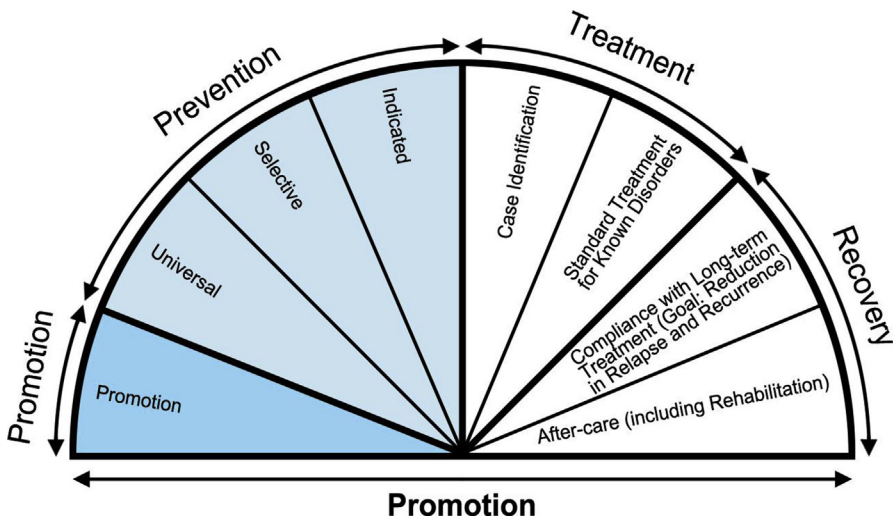 Promotion
Prevention
Treatment
Recovery
Promotion
Universal
Selective
Indicated
Case Identification
Standard Treatment
for Known Disorders
Compliance with Long-term
Treatment (Goal: Reduction
in Relapse and Recurrence)
After-care (including Rehabilitation)
Promotion